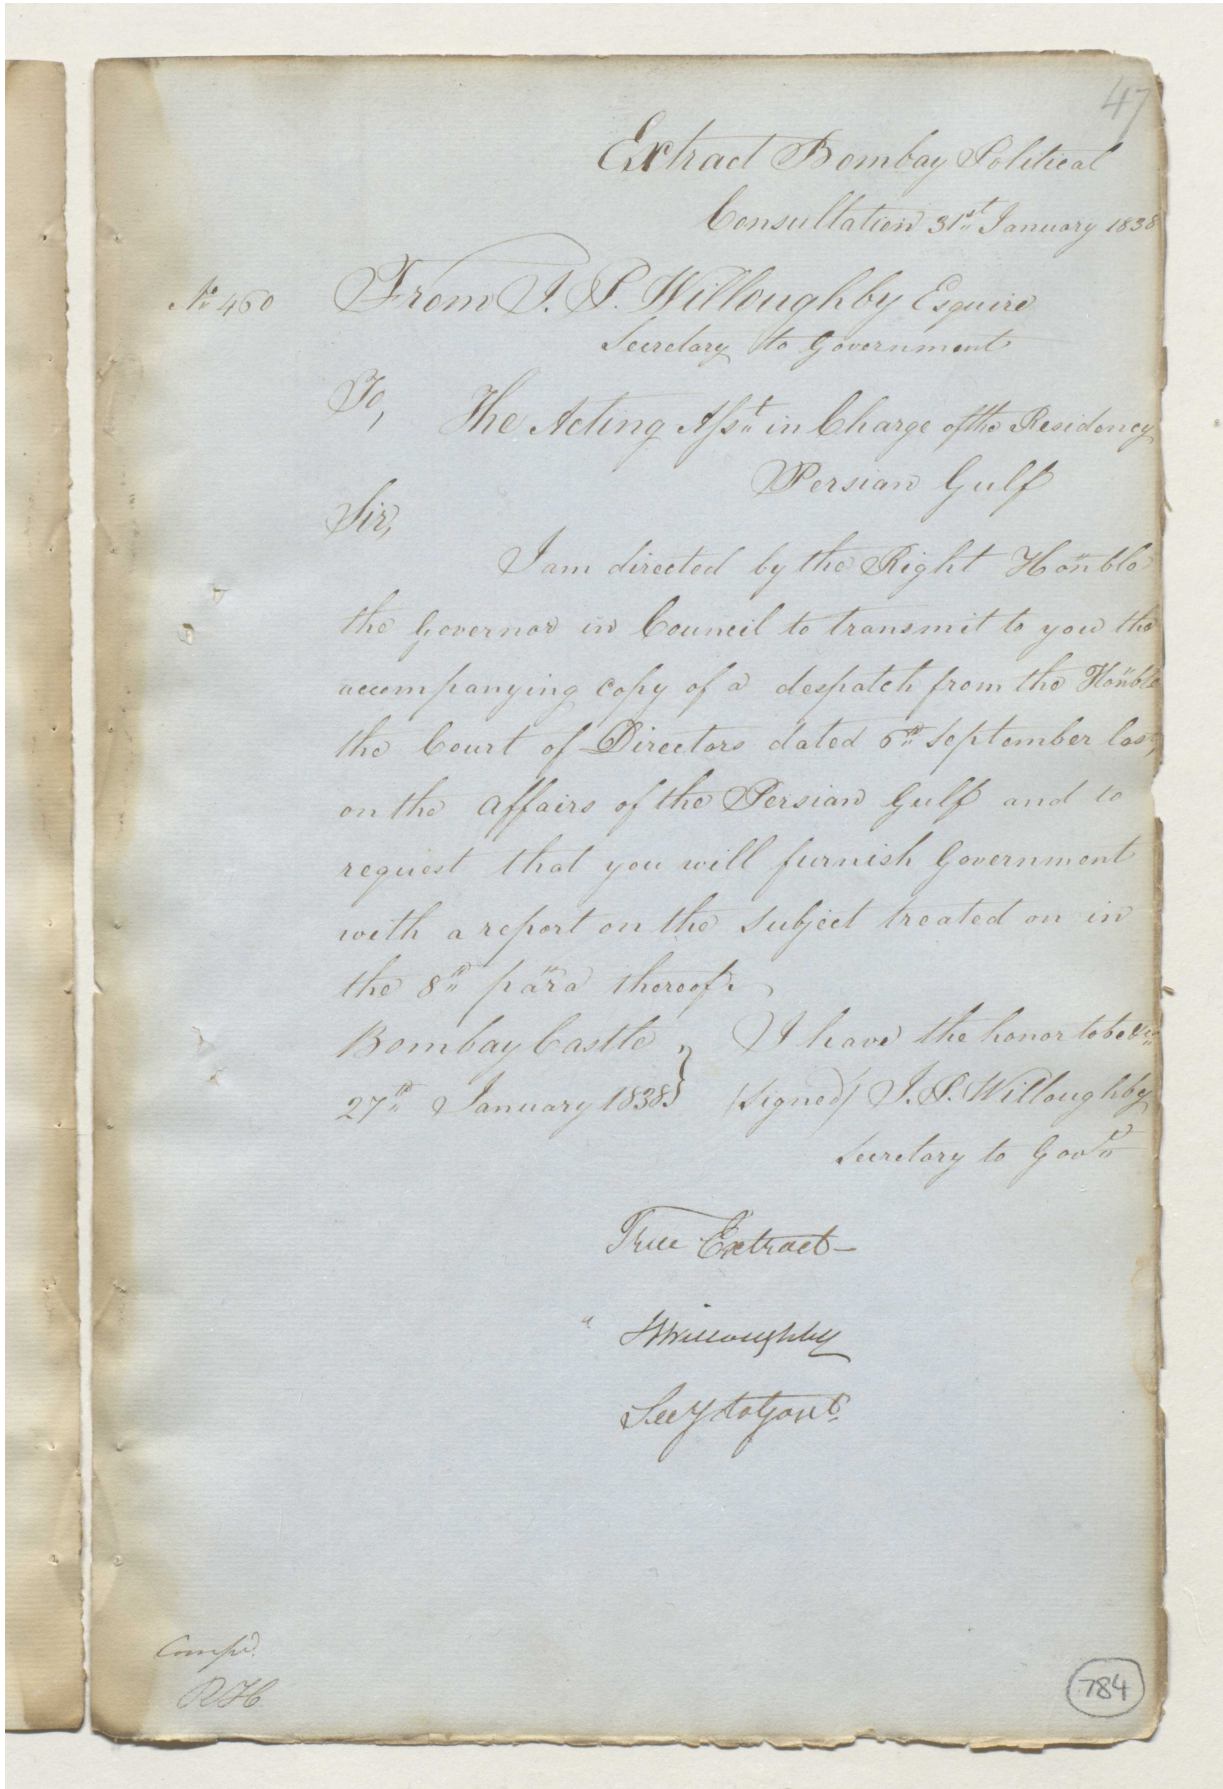 47
Extract Bombay Political
Consultation 31st January 1838
No 460 From J. P. Willoughby Esquire
Secretary to Government
To,
The Acting Asst in Charge of the Residency
Persian Gulf
Sir,
I am directed by the Right Honble
the Governor in Council to transmit to you the
accompanying copy of a despatch from the Honble
the Court of Directors dated 6th September last,
on the affairs of the Persian Gulf and to
request that you will furnish Government
with a report on the subject treated on in
the 8th para thereof.
Bombay Castle } I have the honor to be &ca
27th January 1838 } (signed) J. P. Willoughby
Secretary to Govt
True Extract
JPWilloughby
Secy to Govt
Compd.
RH
784